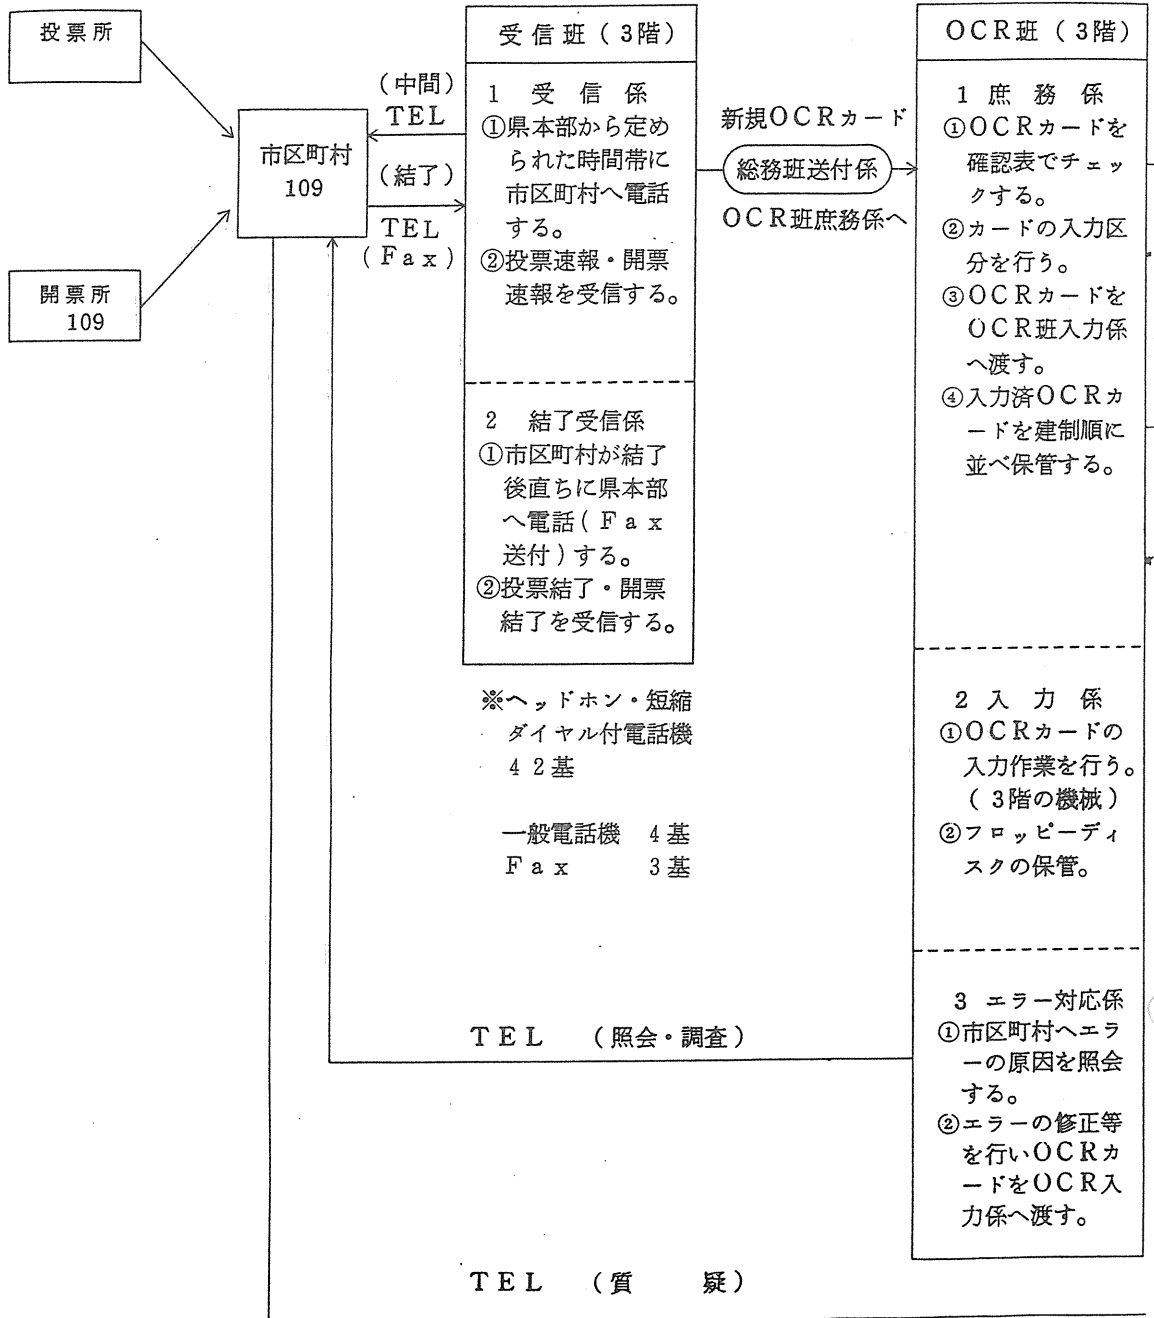 投票所
開票所
109
市区町村
109
(中間)
TEL
(結了)
TEL
(Fax)
受信班(3階)
1 受信係
①県本部から定め
られた時間帯に
市区町村へ電話
する。
②投票速報・開票
速報を受信する。
2 結了受信係
①市区町村が結了
後直ちに県本部
へ電話(Fax
送付)する。
②投票結了・開票
結了を受信する。
※ヘッドホン・短縮
ダイヤル付電話機
42基
一般電話機 4基
Fax 3基
新規OCRカード
総務班送付係
OCR班庶務係へ
OCR班(3階)
1 庶務係
①OCRカードを
確認表でチェッ
クする。
②カードの入力区
分を行う。
③OCRカードを
OCR班入力係
へ渡す。
④入力済OCRカ
ードを建制順に
並べ保管する。
2 入力係
①OCRカードの
入力作業を行う。
(3階の機械)
②フロッピーディ
スクの保管。
3 エラー対応係
①市区町村へエラ
ーの原因を照会
する。
②エラーの修正等
を行いOCRカ
ードをOCR入
力係へ渡す。
TEL (照会・調査)
TEL (質 疑)